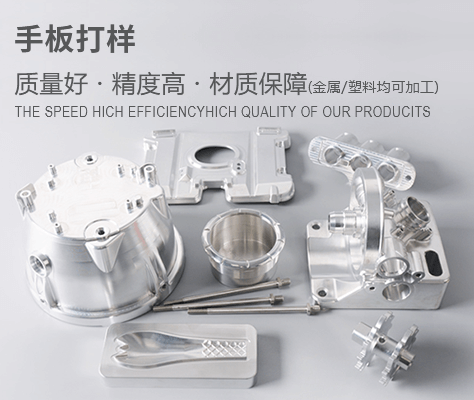 手板打样
质量好·精度高·材质保障(金属/塑料均可加工)
THE SPEED HICH EFFICIENCYHICH QUALITY OF OUR PRODUCITS